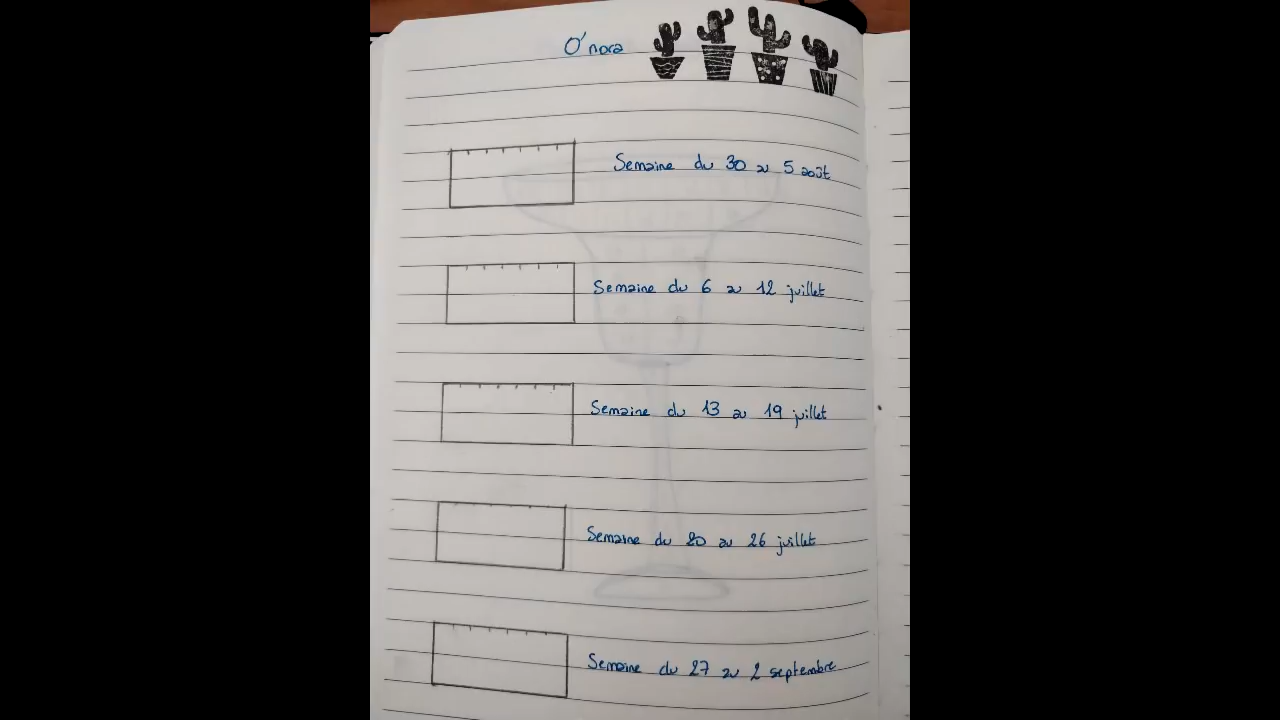 O'nora
Semaine du 30 au 5 août
Semaine du 6 au 12 juillet
Semaine du 13 au 19 juillet
Semaine du 20 au 26 juillet
Semaine du 27 au 2 septembre